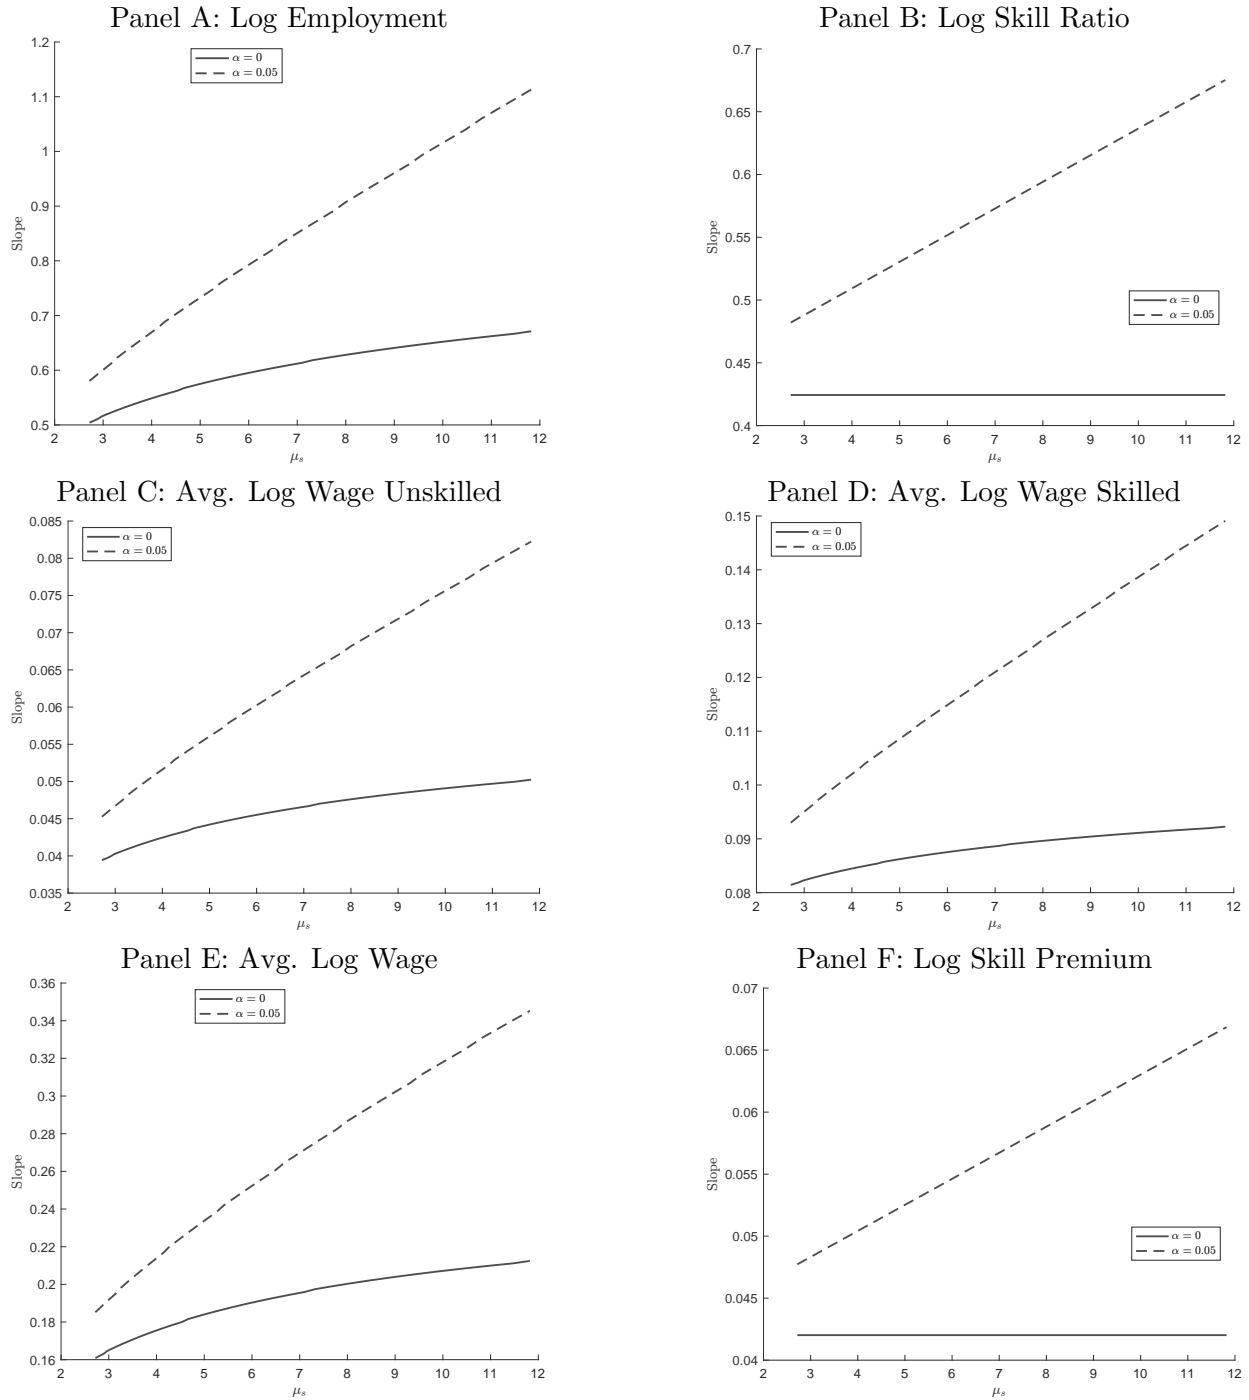 Panel A: Log Employment
1.2
1.1
1
0.9
0.8
0.7
0.6
0.5
Slope
α = 0
α = 0.05
2 3 4 5 6 7 8 9 10 11 12
μs
Panel B: Log Skill Ratio
0.7
0.65
0.6
0.55
0.5
0.45
0.4
Slope
α = 0
α = 0.05
2 3 4 5 6 7 8 9 10 11 12
μs
Panel C: Avg. Log Wage Unskilled
0.085
0.08
0.075
0.07
0.065
0.06
0.055
0.05
0.045
0.04
0.035
Slope
α = 0
α = 0.05
2 3 4 5 6 7 8 9 10 11 12
μs
Panel D: Avg. Log Wage Skilled
0.15
0.14
0.13
0.12
0.11
0.1
0.09
0.08
Slope
α = 0
α = 0.05
2 3 4 5 6 7 8 9 10 11 12
μs
Panel E: Avg. Log Wage
0.36
0.34
0.32
0.3
0.28
0.26
0.24
0.22
0.2
0.18
0.16
Slope
α = 0
α = 0.05
2 3 4 5 6 7 8 9 10 11 12
μs
Panel F: Log Skill Premium
0.07
0.065
0.06
0.055
0.05
0.045
0.04
Slope
α = 0
α = 0.05
2 3 4 5 6 7 8 9 10 11 12
μs